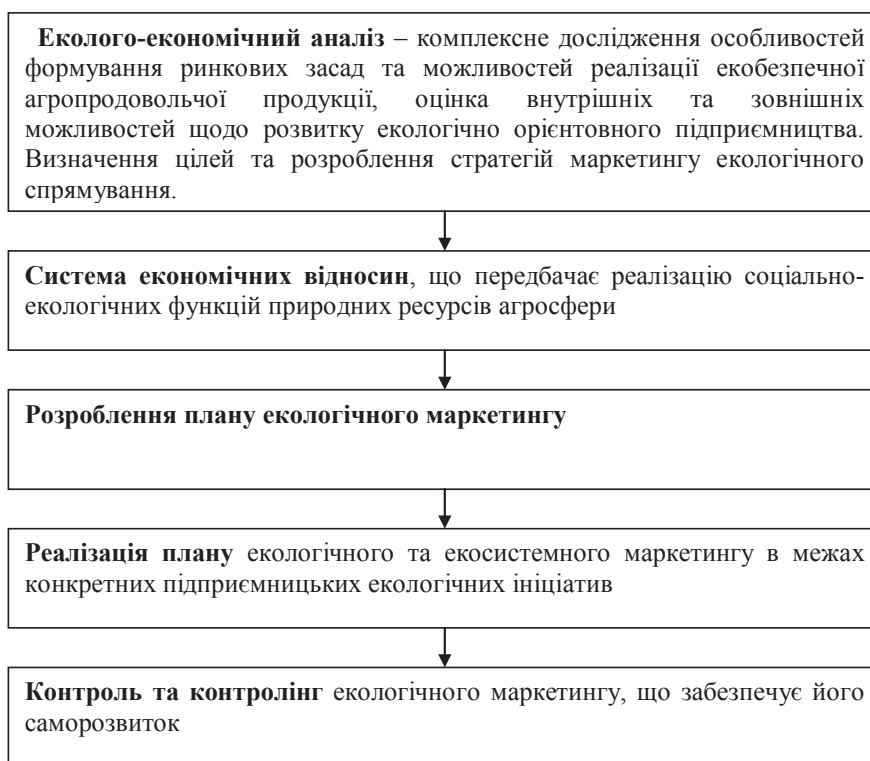 Еколого-економічний аналіз – комплексне дослідження особливостей
формування ринкових засад та можливостей реалізації екобезпечної
агропродовольчої продукції, оцінка внутрішніх та зовнішніх
можливостей щодо розвитку екологічно орієнтовного підприємництва.
Визначення цілей та розроблення стратегій маркетингу екологічного
спрямування.
Система економічних відносин, що передбачає реалізацію соціально-
екологічних функцій природних ресурсів агросфери
Розроблення плану екологічного маркетингу
Реалізація плану екологічного та екосистемного маркетингу в межах
конкретних підприємницьких екологічних ініціатив
Контроль та контролінг екологічного маркетингу, що забезпечує його
саморозвиток